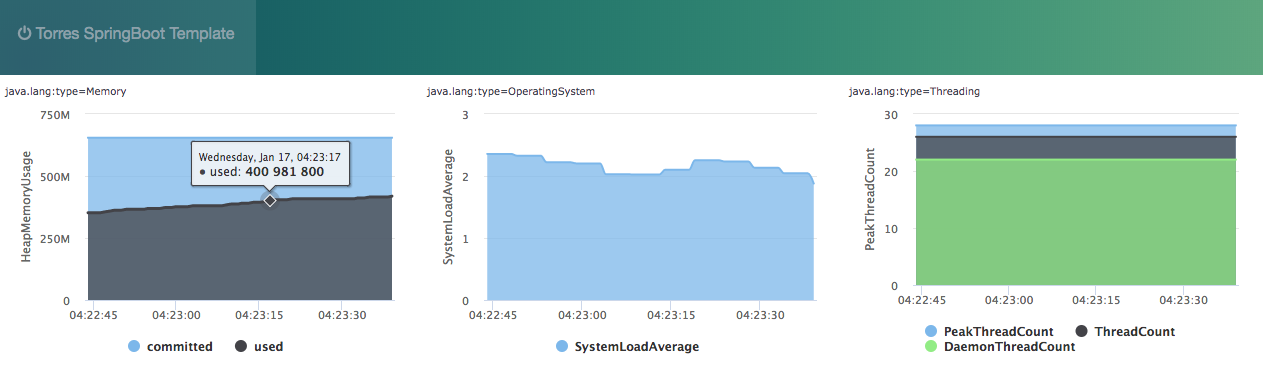 Torres SpringBoot Template
java.lang:type=Memory
750M
500M
250M
0
HeapMemoryUsage
Wednesday, Jan 17, 04:23:17
● used: 400 981 800
04:22:45 04:23:00 04:23:15 04:23:30
committed used
java.lang:type=OperatingSystem
3
2
1
0
SystemLoadAverage
04:22:45 04:23:00 04:23:15 04:23:30
SystemLoadAverage
java.lang:type=Threading
30
20
10
0
PeakThreadCount
04:22:45 04:23:00 04:23:15 04:23:30
PeakThreadCount ThreadCount
DaemonThreadCount